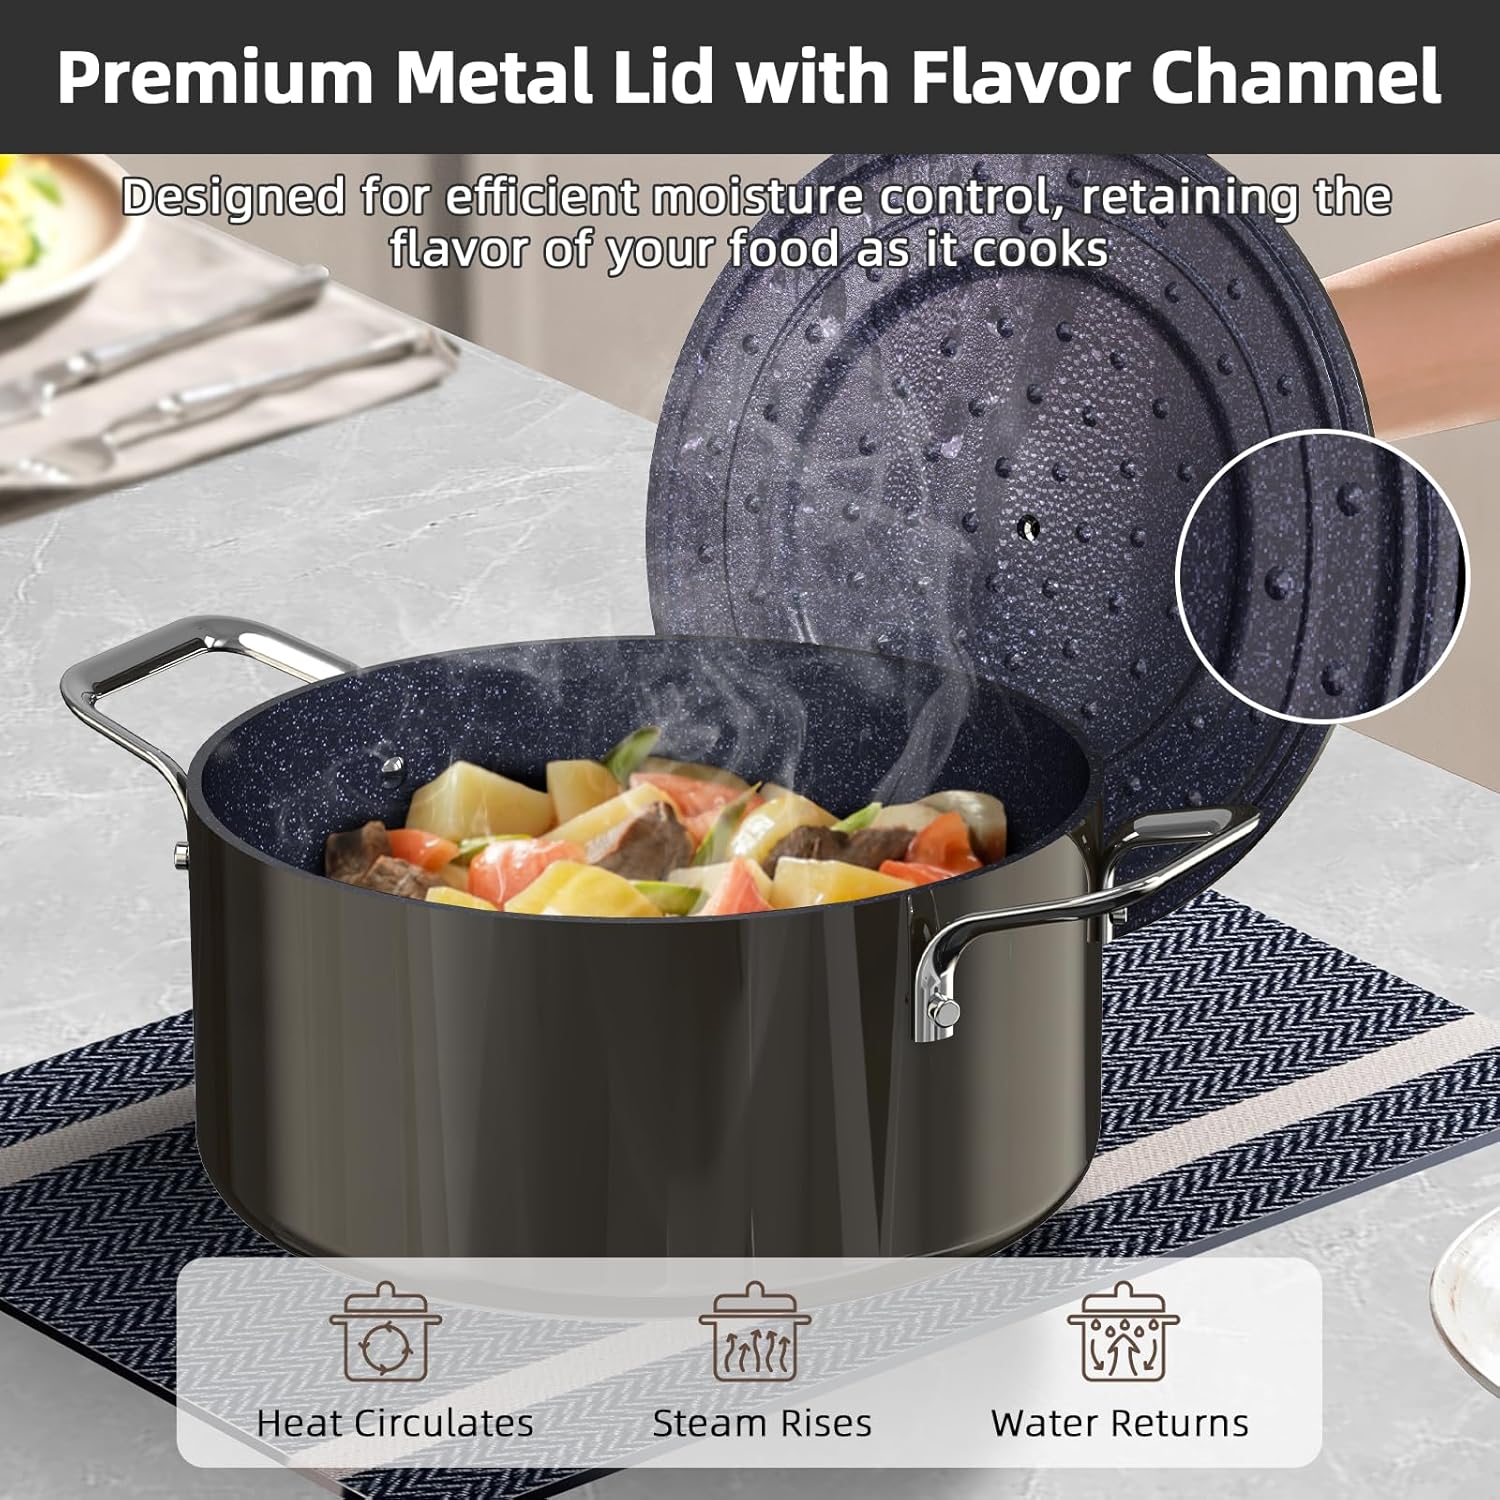 Premium Metal Lid with Flavor Channel
Designed for efficient moisture control, retaining the
flavor of your food as it cooks
Heat Circulates
Steam Rises
Water Returns